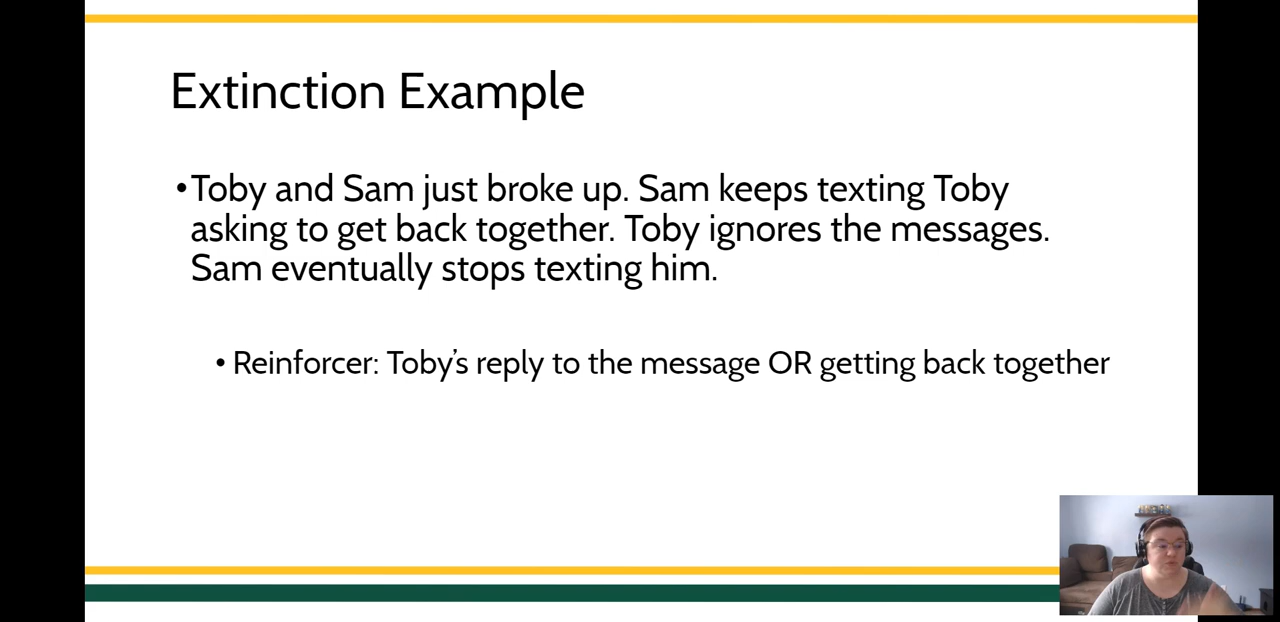 Extinction Example
•Toby and Sam just broke up. Sam keeps texting Toby
asking to get back together. Toby ignores the messages.
Sam eventually stops texting him.
• Reinforcer: Toby’s reply to the message OR getting back together